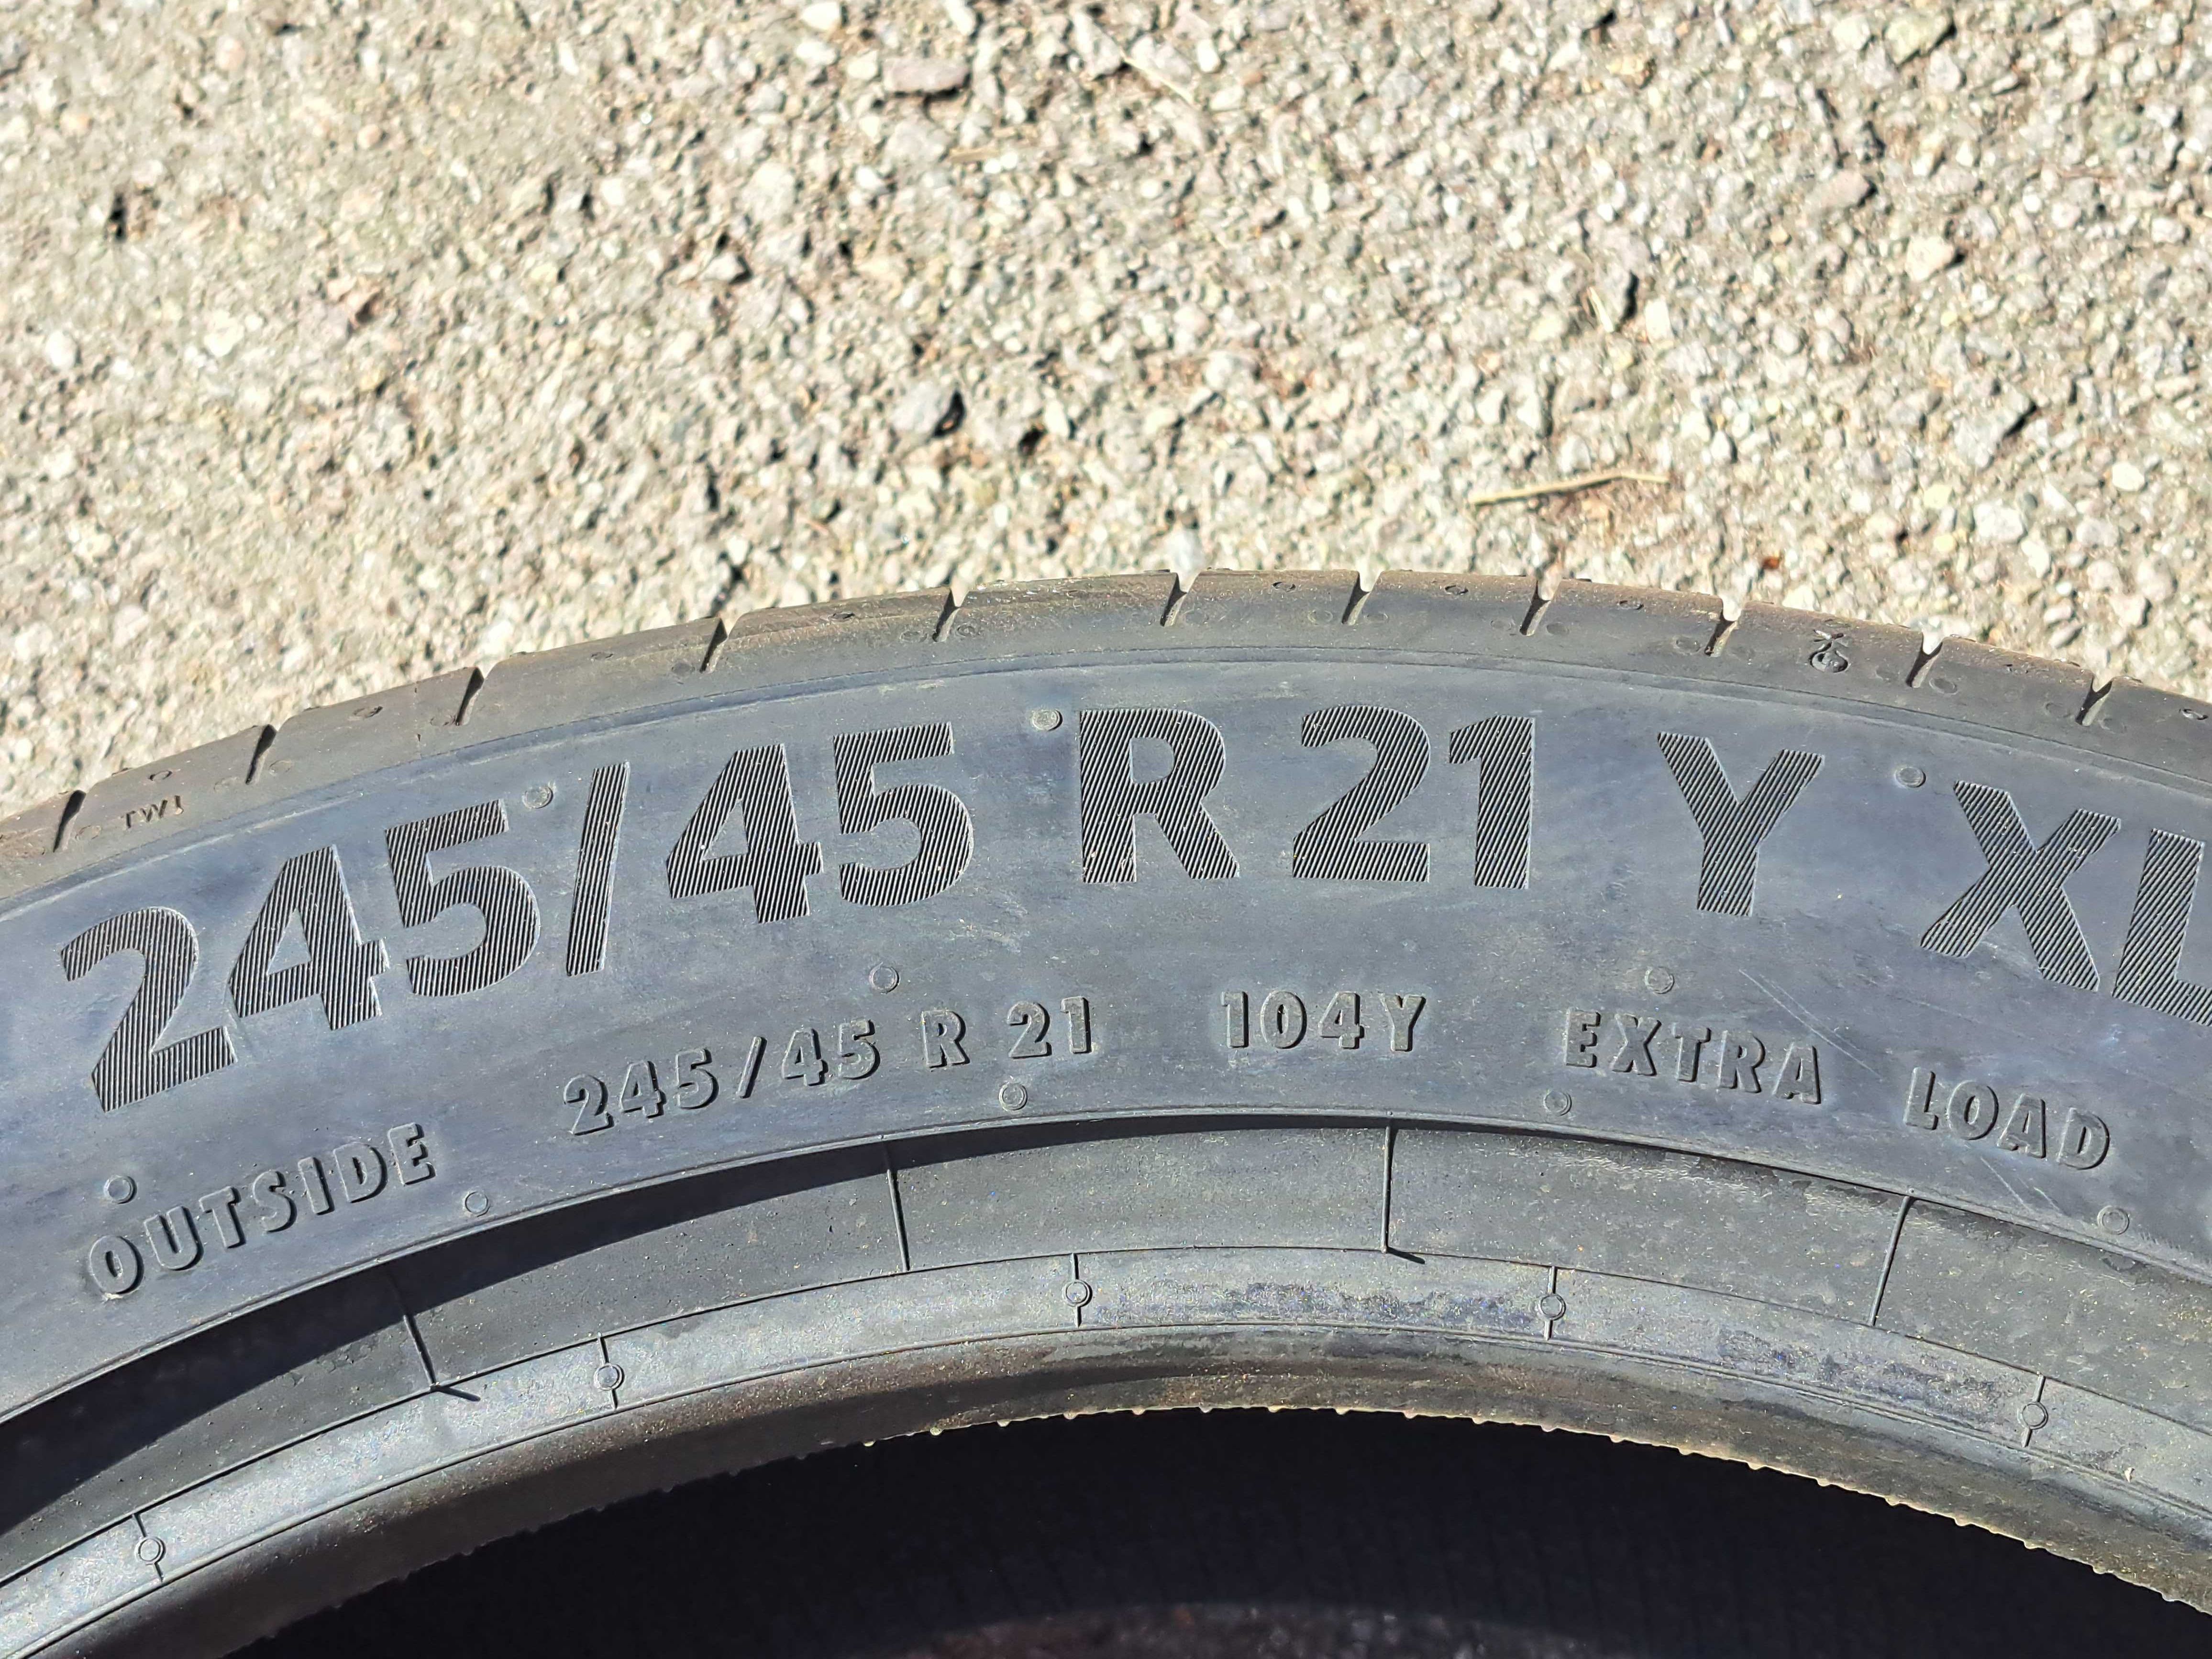 TWI
245/45 R 21 Y XL
OUTSIDE 245/45 R 21 104Y EXTRA LOAD